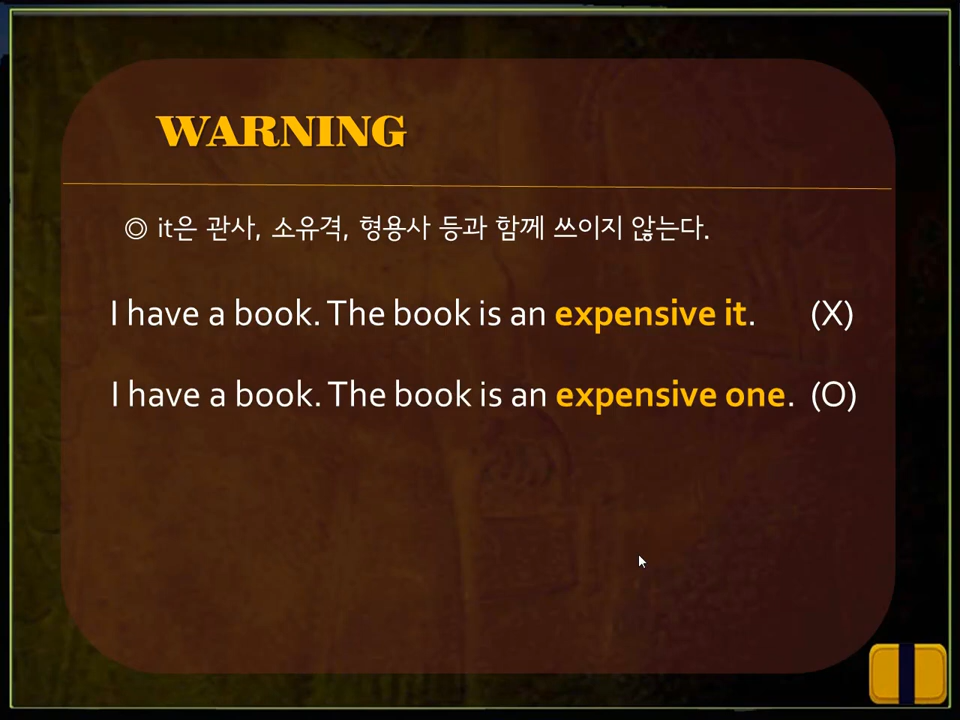 WARNING
◎ it은 관사, 소유격, 형용사 등과 함께 쓰이지 않는다.
I have a book. The book is an expensive it. (X)
I have a book. The book is an expensive one. (O)